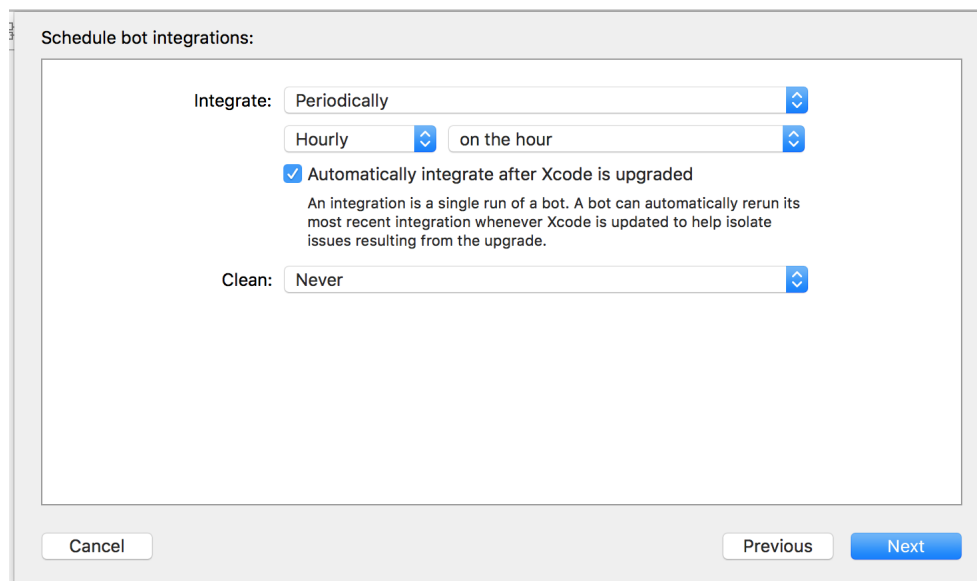 Schedule bot integrations:
Integrate: Periodically
Hourly on the hour
Automatically integrate after Xcode is upgraded
An integration is a single run of a bot. A bot can automatically rerun its
most recent integration whenever Xcode is updated to help isolate
issues resulting from the upgrade.
Clean: Never
Cancel Previous Next